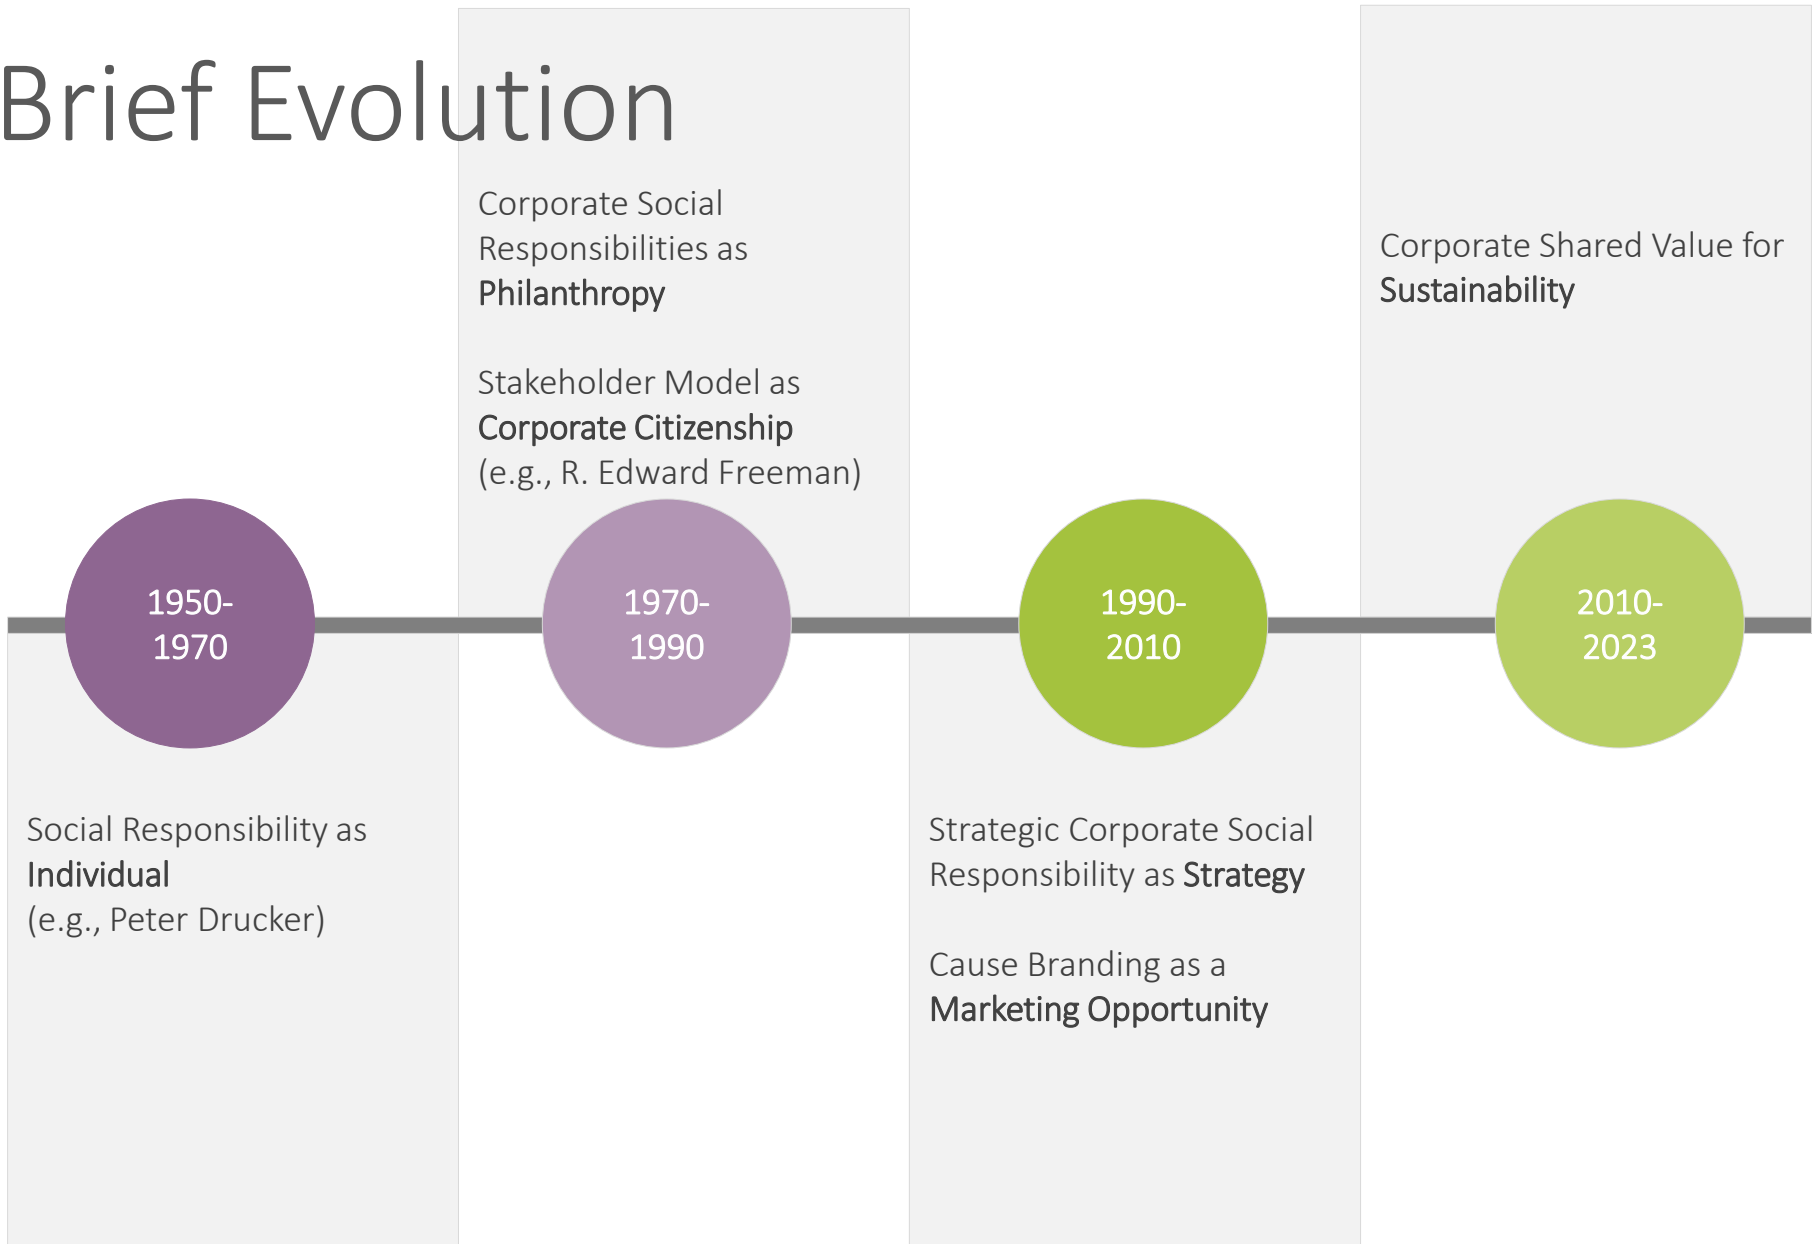 Brief Evolution
Corporate Social
Responsibilities as
Philanthropy
Stakeholder Model as
Corporate Citizenship
(e.g., R. Edward Freeman)
Corporate Shared Value for
Sustainability
1950-
1970
1970-
1990
1990-
2010
2010-
2023
Social Responsibility as
Individual
(e.g., Peter Drucker)
Strategic Corporate Social
Responsibility as Strategy
Cause Branding as a
Marketing Opportunity